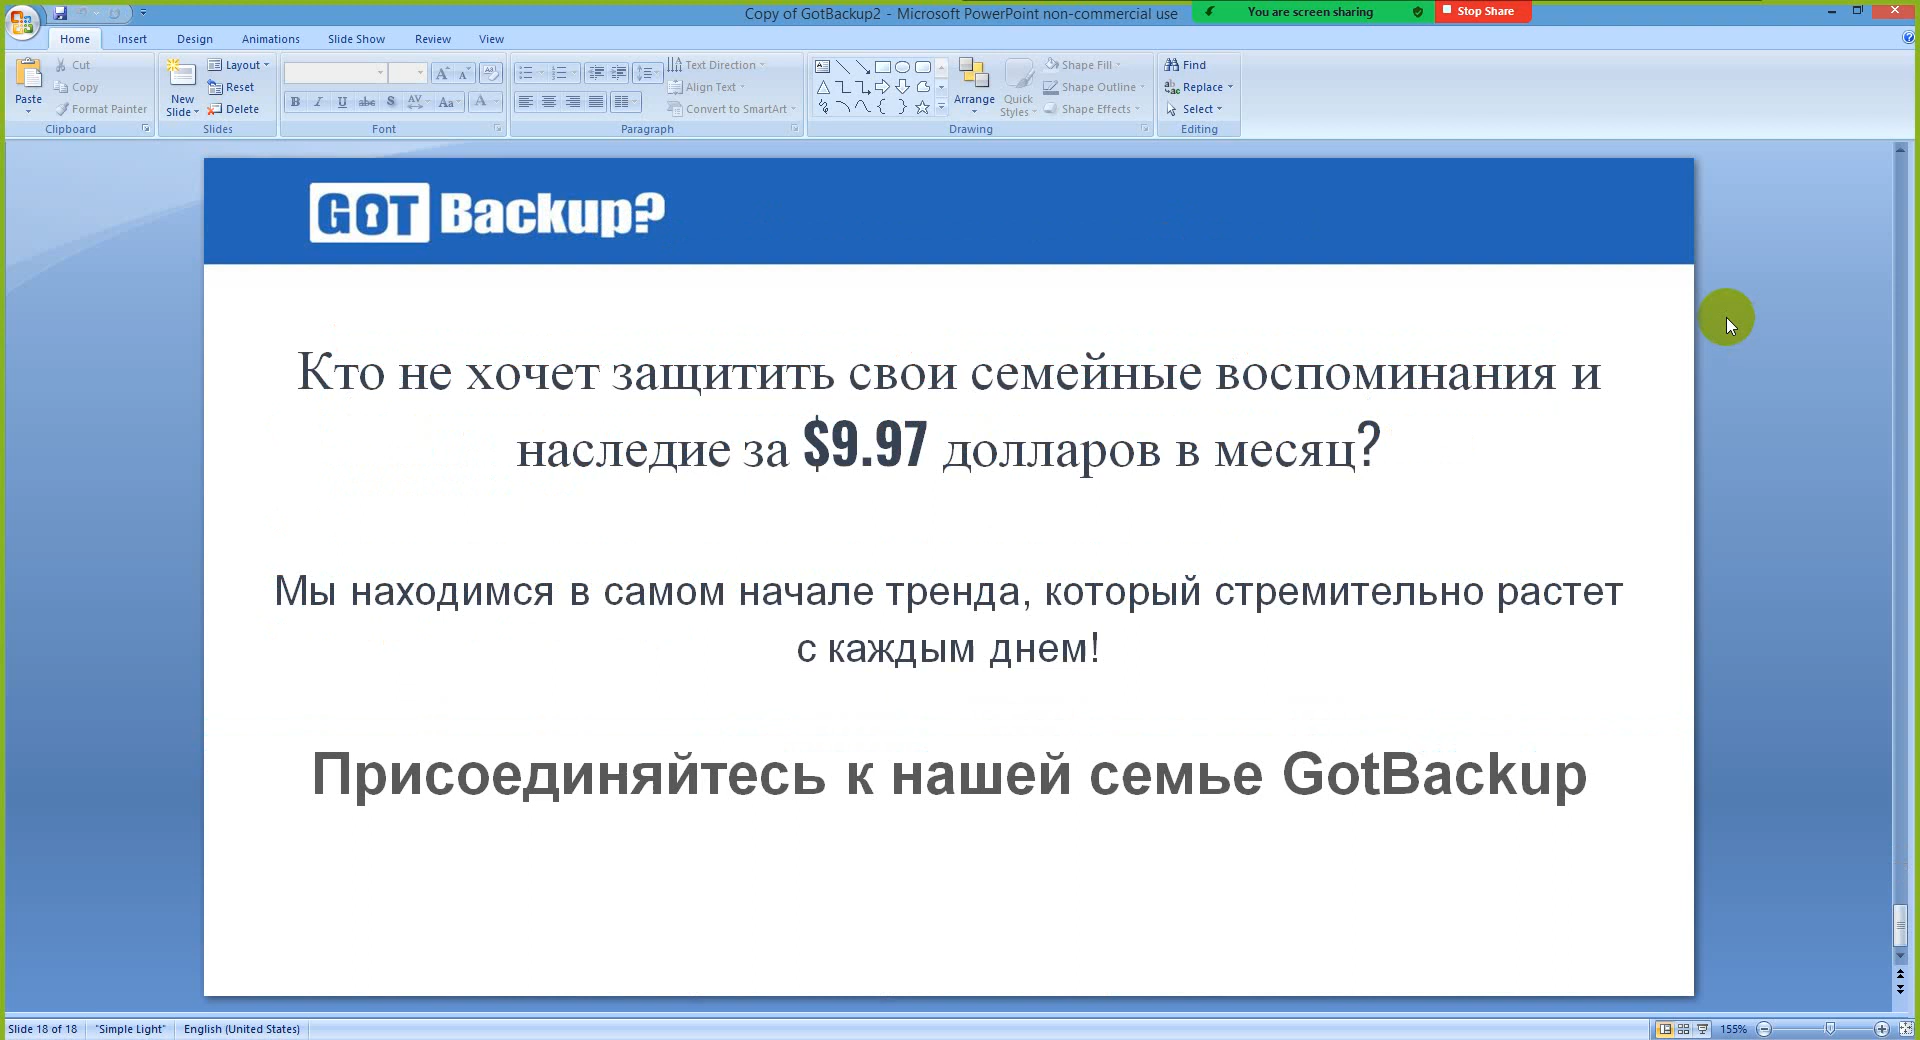 Copy of GotBackup2 - Microsoft PowerPoint non-commercial use
You are screen sharing
Stop Share
Home Insert Design Animations Slide Show Review View
Paste
Cut
Copy
Format Painter
Clipboard
New Slide
Layout
Reset
Delete
Slides
Font
Text Direction
Align Text
Convert to SmartArt
Paragraph
Arrange
Quick Styles
Shape Fill
Shape Outline
Shape Effects
Drawing
Find
Replace
Select
Editing
GOT Backup?
Кто не хочет защитить свои семейные воспоминания и
наследие за $9.97 долларов в месяц?
Мы находимся в самом начале тренда, который стремительно растет
с каждым днем!
Присоединяйтесь к нашей семье GotBackup
Slide 18 of 18 "Simple Light" English (United States) 155%